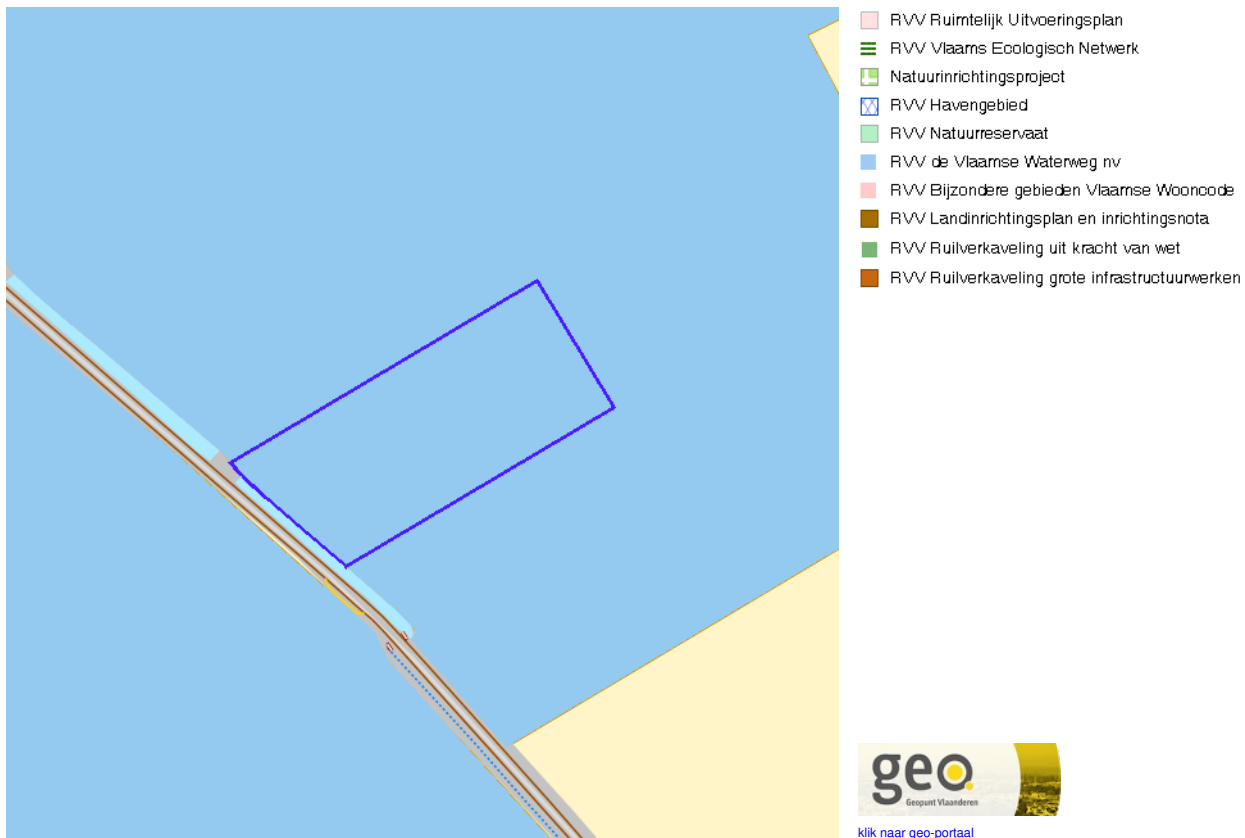 RVV Ruimtelijk Uitvoeringsplan
RVV Vlaams Ecologisch Netwerk
Natuurinrichtingsproject
RVV Havengebied
RVV Natuurreservaat
RVV de Vlaamse Waterweg nv
RVV Bijzondere gebieden Vlaamse Wooncode
RVV Landinrichtingsplan en inrichtingsnota
RVV Ruilverkaveling uit kracht van wet
RVV Ruilverkaveling grote infrastructuurwerken
geo
Geopunt Vlaanderen
klik naar geo-portaal